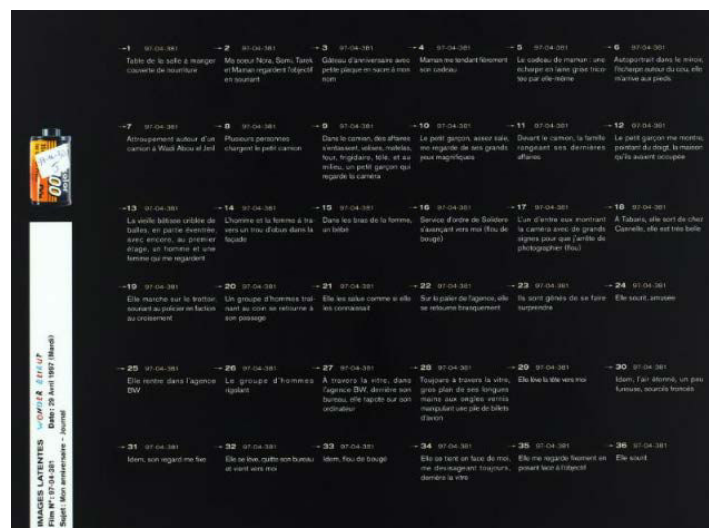 1 97-04-381
Table de la salle à manger
couverte de nourriture
2 97-04-381
Ma soeur Nora, Sami, Tarek
et Maman regardent l'objectif
en souriant
3 97-04-381
Gâteau d'anniversaire avec
petite plaque en sucre à mon
nom
4 97-04-381
Maman me tendant fièrement
son cadeau
5 97-04-381
Le cadeau de maman : une
écharpe en laine grise trico-
tée par elle-même
6 97-04-381
Autoportrait dans le miroir,
l'écharpe autour du cou, elle
m'arrive aux pieds
7 97-04-381
Attroupement autour d'un
camion à Wadi Abou el Jmil
8 97-04-381
Plusieurs personnes
chargent le petit camion
9 97-04-381
Dans le camion, des affaires
s'entassent, valises, matelas,
four, frigidaire, télé, et au
milieu, un petit garçon qui
regarde la caméra
10 97-04-381
Le petit garçon, assez sale,
me regarde de ses grands
yeux magnifiques
11 97-04-381
Devant le camion, la famille
rangeant ses dernières
affaires
12 97-04-381
Le petit garçon me montre,
pointant du doigt, la maison
qu'ils avaient occupée
13 97-04-381
La vieille bâtisse criblée de
balles, en partie éventrée,
avec encore, au premier
étage, un homme et une
femme qui me regardent
14 97-04-381
L'homme et la femme à tra-
vers un trou d'obus dans la
façade
15 97-04-381
Dans les bras de la femme,
un bébé
16 97-04-381
Service d'ordre de Solidere
s'avançant vers moi (flou de
bougé)
17 97-04-381
L'un d'entre eux montrant
la caméra avec de grands
signes pour que j'arrête de
photographier (flou)
18 97-04-381
À Tabaris, elle sort de chez
Cannelle, elle est très belle
19 97-04-381
Elle marche sur le trottoir,
souriant au policier en faction
au croisement
20 97-04-381
Un groupe d'hommes traî-
nant au coin se retourne à
son passage
21 97-04-381
Elle les salue comme si elle
les connaissait
22 97-04-381
Sur le palier de l'agence, elle
se retourne brusquement
23 97-04-381
Ils sont gênés de se faire
surprendre
24 97-04-381
Elle sourit, amusée
25 97-04-381
Elle rentre dans l'agence
BW
26 97-04-381
Le groupe d'hommes
rigolant
27 97-04-381
À travers la vitre, dans
l'agence BW, derrière son
bureau, elle tapote sur son
ordinateur
28 97-04-381
Toujours à travers la vitre,
gros plan de ses longues
mains aux ongles vernis
manipulant une pile de billets
d'avion
29 97-04-381
Elle lève la tête vers moi
30 97-04-381
Idem, l'air étonné, un peu
furieuse, sourcils froncés
31 97-04-381
Idem, son regard me fixe
32 97-04-381
Elle se lève, quitte son bureau
et vient vers moi
33 97-04-381
Idem, flou de bougé
34 97-04-381
Elle se tient en face de moi,
me dévisageant toujours,
derrière la vitre
35 97-04-381
Elle me regarde fixement en
posant face à l'objectif
36 97-04-381
Elle sourit
IMAGES LATENTES WONDER BEIRUT
Film N° : 97-04-381 Date : 29 Avril 1997 (Mardi)
Sujet : Mon anniversaire - Journal